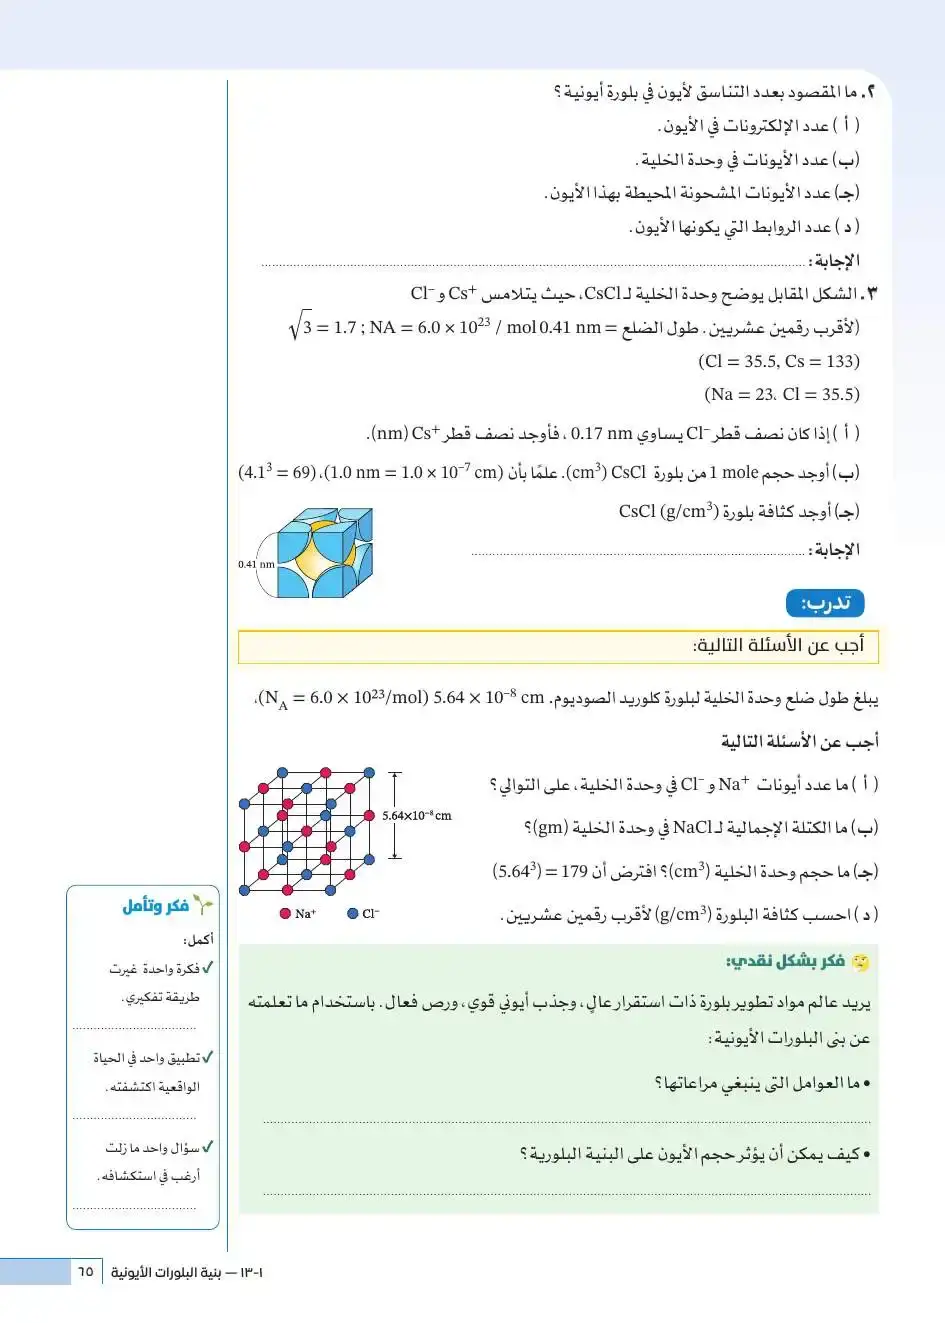 ٢. ما المقصود بعدد التناسق لأيون في بلورة أيونية؟
( أ ) عدد الإلكترونات في الأيون.
(ب) عدد الأيونات في وحدة الخلية.
(جـ) عدد الأيونات المشحونة المحيطة بهذا الأيون.
( د ) عدد الروابط التي يكونها الأيون.
الإجابة: ........................................
٣. الشكل المقابل يوضح وحدة الخلية لـ CsCl، حيث يتلامس Cs⁺ و Cl⁻
(لأقرب رقمين عشريين. طول الضلع = 0.41 nm √3 = 1.7 ; NA = 6.0 × 10²³ / mol
(Cl = 35.5, Cs = 133)
(Na = 23، Cl = 35.5)
( أ ) إذا كان نصف قطر Cl⁻ يساوي 0.17 nm، فأوجد نصف قطر Cs⁺ (nm).
(ب) أوجد حجم 1 mole من بلورة CsCl (cm³). علمًا بأن (1.0 nm = 1.0 × 10⁻⁷ cm)، (4.1³ = 69)
(جـ) أوجد كثافة بلورة CsCl (g/cm³)
الإجابة: ........................................
0.41 nm
تدرب:
أجب عن الأسئلة التالية:
يبلغ طول ضلع وحدة الخلية لبلورة كلوريد الصوديوم. 5.64 × 10⁻⁸ cm (N_A = 6.0 × 10²³/mol)،
أجب عن الأسئلة التالية
( أ ) ما عدد أيونات Na⁺ و Cl⁻ في وحدة الخلية، على التوالي؟
(ب) ما الكتلة الإجمالية لـ NaCl في وحدة الخلية (gm)؟
(جـ) ما حجم وحدة الخلية (cm³)؟ افترض أن 179 = (5.64³)
( د ) احسب كثافة البلورة (g/cm³) لأقرب رقمين عشريين.
5.64×10⁻⁸cm
Na⁺ Cl⁻
فكر بشكل نقدي:
يريد عالم مواد تطوير بلورة ذات استقرار عالٍ، وجذب أيوني قوي، ورص فعال. باستخدام ما تعلمته
عن بنى البلورات الأيونية:
• ما العوامل التى ينبغي مراعاتها؟
........................................
• كيف يمكن أن يؤثر حجم الأيون على البنية البلورية؟
........................................
فكر وتأمل
أكمل:
✓ فكرة واحدة غيرت
طريقة تفكيري.
........................................
✓ تطبيق واحد في الحياة
الواقعية اكتشفته.
........................................
✓ سؤال واحد ما زلت
أرغب في استكشافه.
........................................
١-١٣ — بنية البلورات الأيونية ٦٥